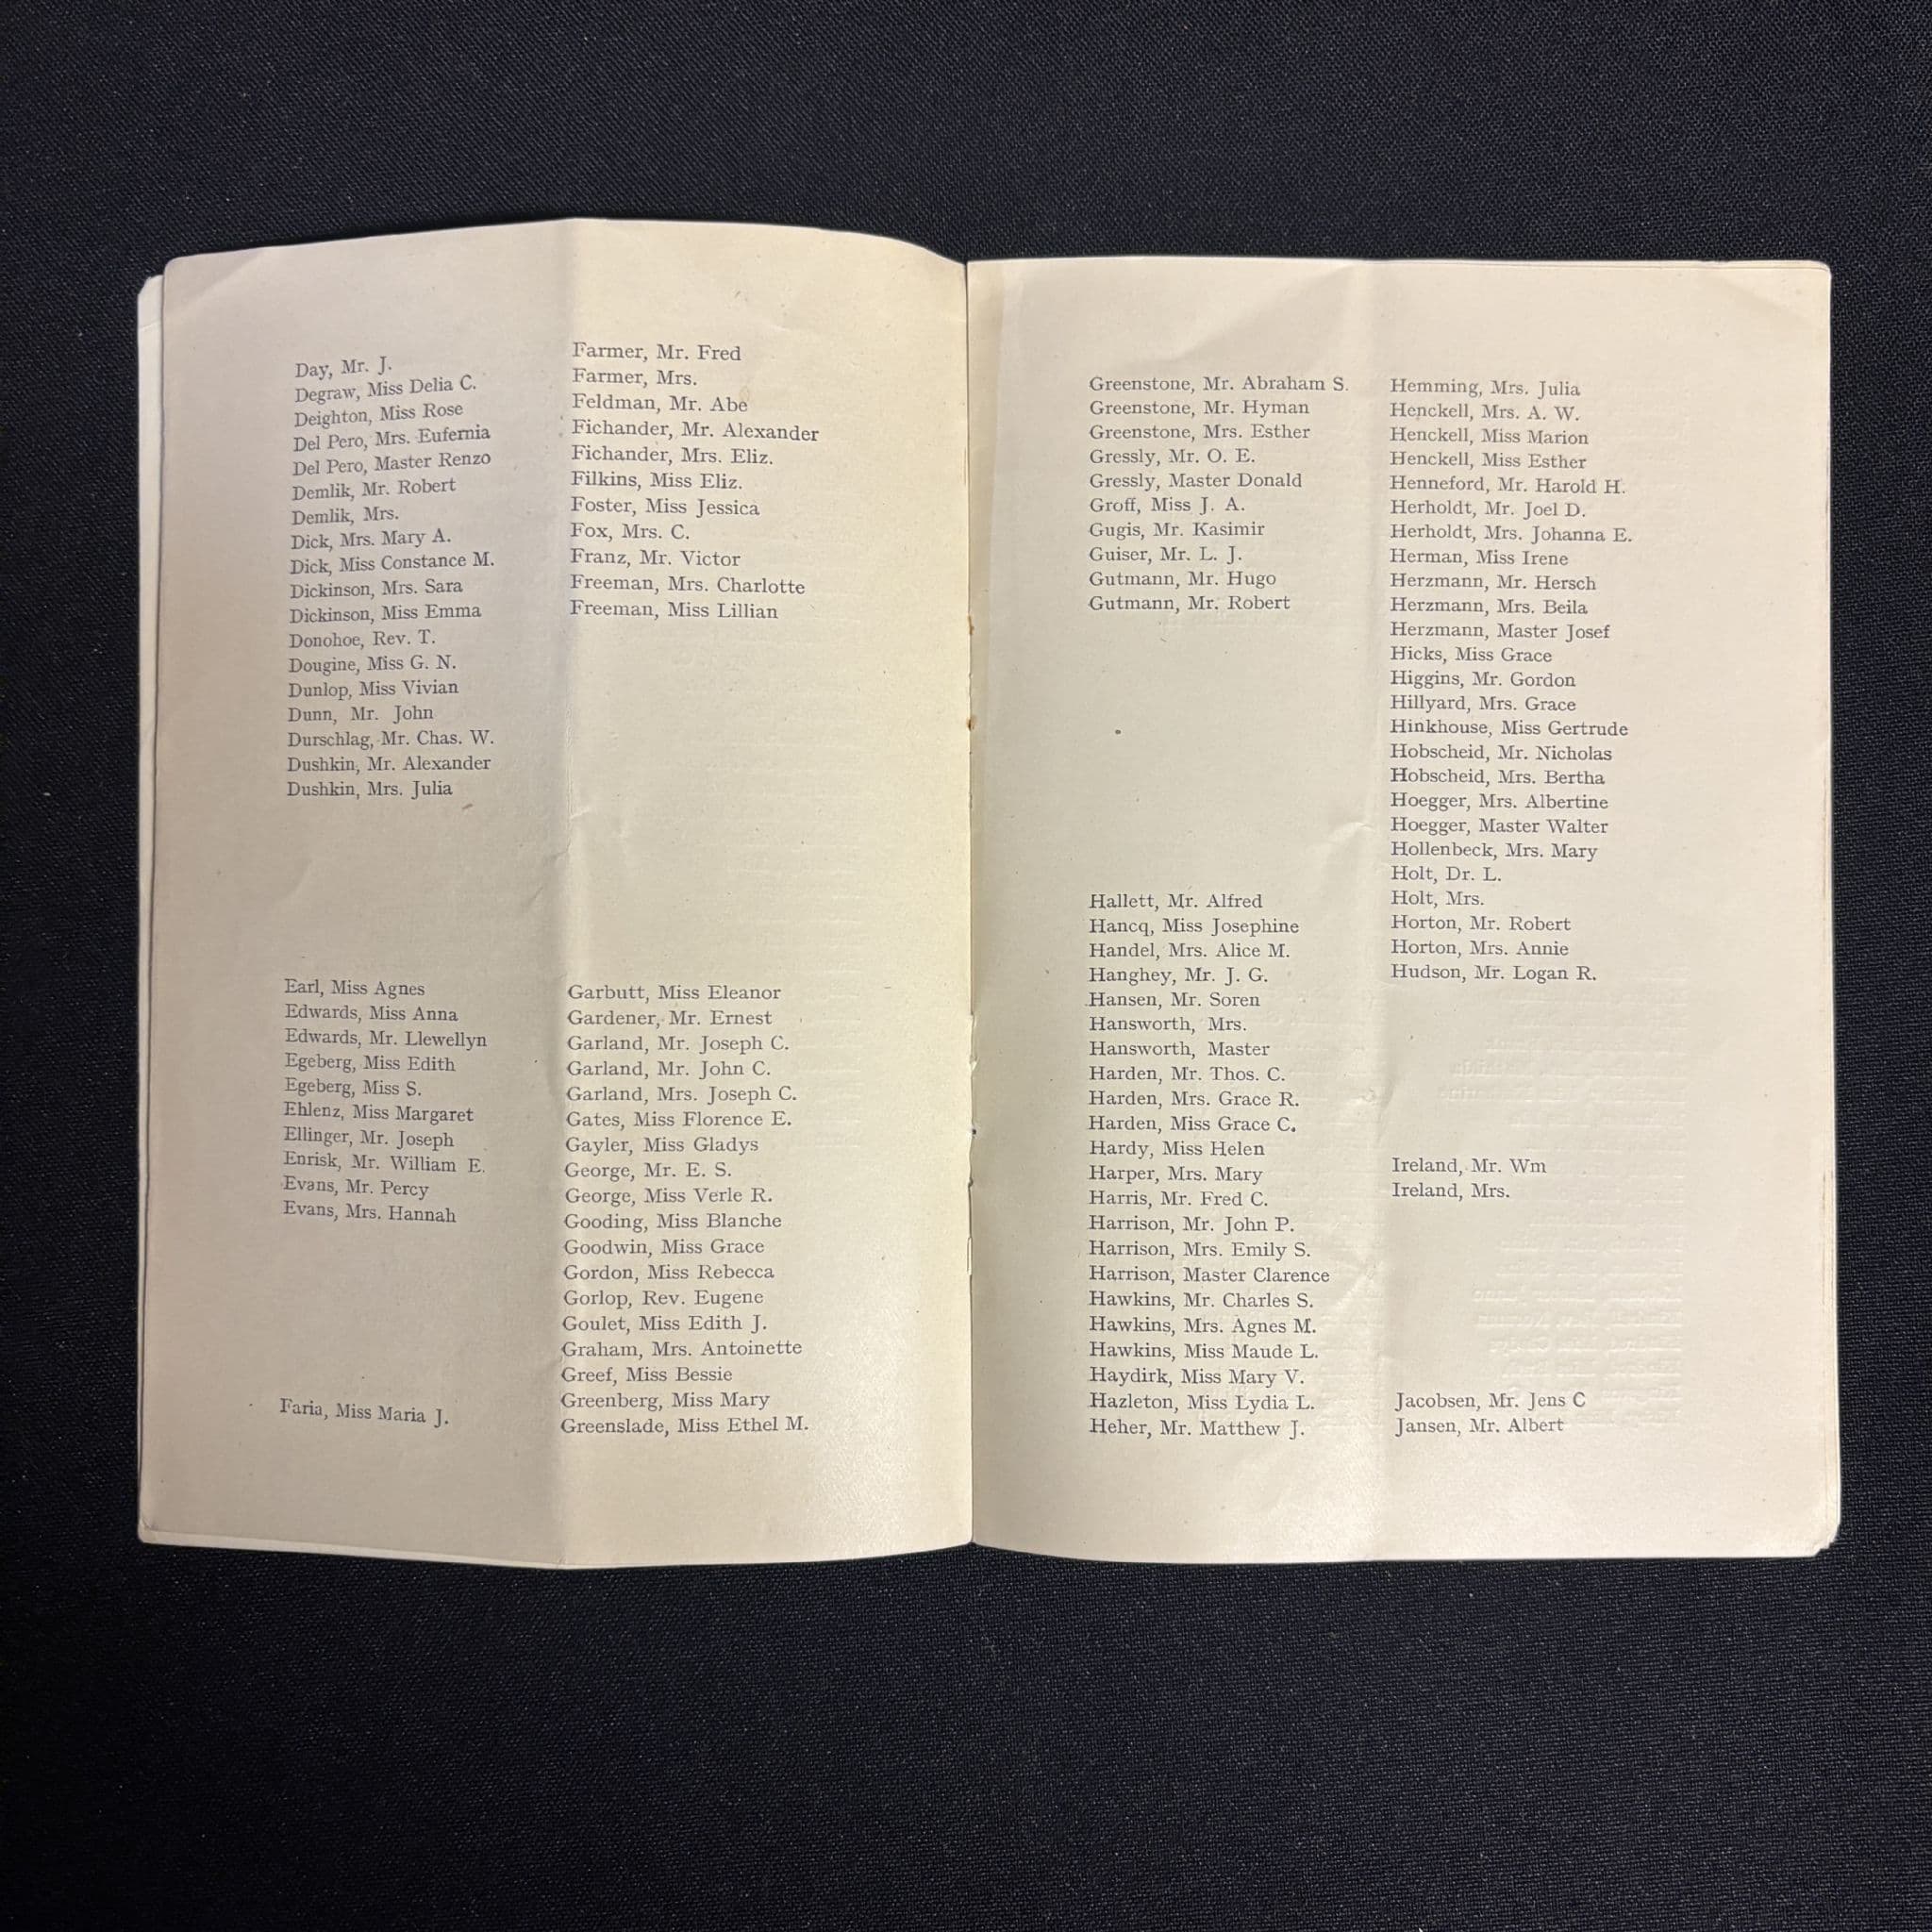 Day, Mr. J.
Degraw, Miss Delia C.
Deighton, Miss Rose
Del Pero, Mrs. Eufemia
Del Pero, Master Renzo
Demlik, Mr. Robert
Demlik, Mrs.
Dick, Mrs. Mary A.
Dick, Miss Constance M.
Dickinson, Mrs. Sara
Dickinson, Miss Emma
Donohoe, Rev. T.
Dougine, Miss G. N.
Dunlop, Miss Vivian
Dunn, Mr. John
Durschlag, Mr. Chas. W.
Dushkin, Mr. Alexander
Dushkin, Mrs. Julia
Earl, Miss Agnes
Edwards, Miss Anna
Edwards, Mr. Llewellyn
Egeberg, Miss Edith
Egeberg, Miss S.
Ehlenz, Miss Margaret
Ellinger, Mr. Joseph
Enrisk, Mr. William E.
Evans, Mr. Percy
Evans, Mrs. Hannah
Faria, Miss Maria J.
Farmer, Mr. Fred
Farmer, Mrs.
Feldman, Mr. Abe
Fichander, Mr. Alexander
Fichander, Mrs. Eliz.
Filkins, Miss Eliz.
Foster, Miss Jessica
Fox, Mrs. C.
Franz, Mr. Victor
Freeman, Mrs. Charlotte
Freeman, Miss Lillian
Garbutt, Miss Eleanor
Gardener, Mr. Ernest
Garland, Mr. Joseph C.
Garland, Mr. John C.
Garland, Mrs. Joseph C.
Gates, Miss Florence E.
Gayler, Miss Gladys
George, Mr. E. S.
George, Miss Verle R.
Gooding, Miss Blanche
Goodwin, Miss Grace
Gordon, Miss Rebecca
Gorlop, Rev. Eugene
Goulet, Miss Edith J.
Graham, Mrs. Antoinette
Greef, Miss Bessie
Greenberg, Miss Mary
Greenslade, Miss Ethel M.
Greenstone, Mr. Abraham S.
Greenstone, Mr. Hyman
Greenstone, Mrs. Esther
Gressly, Mr. O. E.
Gressly, Master Donald
Groff, Miss J. A.
Gugis, Mr. Kasimir
Guiser, Mr. L. J.
Gutmann, Mr. Hugo
Gutmann, Mr. Robert
Hallett, Mr. Alfred
Hancq, Miss Josephine
Handel, Mrs. Alice M.
Hanghey, Mr. J. G.
Hansen, Mr. Soren
Hansworth, Mrs.
Hansworth, Master
Harden, Mr. Thos. C.
Harden, Mrs. Grace R.
Harden, Miss Grace C.
Hardy, Miss Helen
Harper, Mrs. Mary
Harris, Mr. Fred C.
Harrison, Mr. John P.
Harrison, Mrs. Emily S.
Harrison, Master Clarence
Hawkins, Mr. Charles S.
Hawkins, Mrs. Agnes M.
Hawkins, Miss Maude L.
Haydirk, Miss Mary V.
Hazleton, Miss Lydia L.
Heher, Mr. Matthew J.
Hemming, Mrs. Julia
Henckell, Mrs. A. W.
Henckell, Miss Marion
Henckell, Miss Esther
Henneford, Mr. Harold H.
Herholdt, Mr. Joel D.
Herholdt, Mrs. Johanna E.
Herman, Miss Irene
Herzmann, Mr. Hersch
Herzmann, Mrs. Beila
Herzmann, Master Josef
Hicks, Miss Grace
Higgins, Mr. Gordon
Hillyard, Mrs. Grace
Hinkhouse, Miss Gertrude
Hobscheid, Mr. Nicholas
Hobscheid, Mrs. Bertha
Hoegger, Mrs. Albertine
Hoegger, Master Walter
Hollenbeck, Mrs. Mary
Holt, Dr. L.
Holt, Mrs.
Horton, Mr. Robert
Horton, Mrs. Annie
Hudson, Mr. Logan R.
Ireland, Mr. Wm
Ireland, Mrs.
Jacobsen, Mr. Jens C
Jansen, Mr. Albert